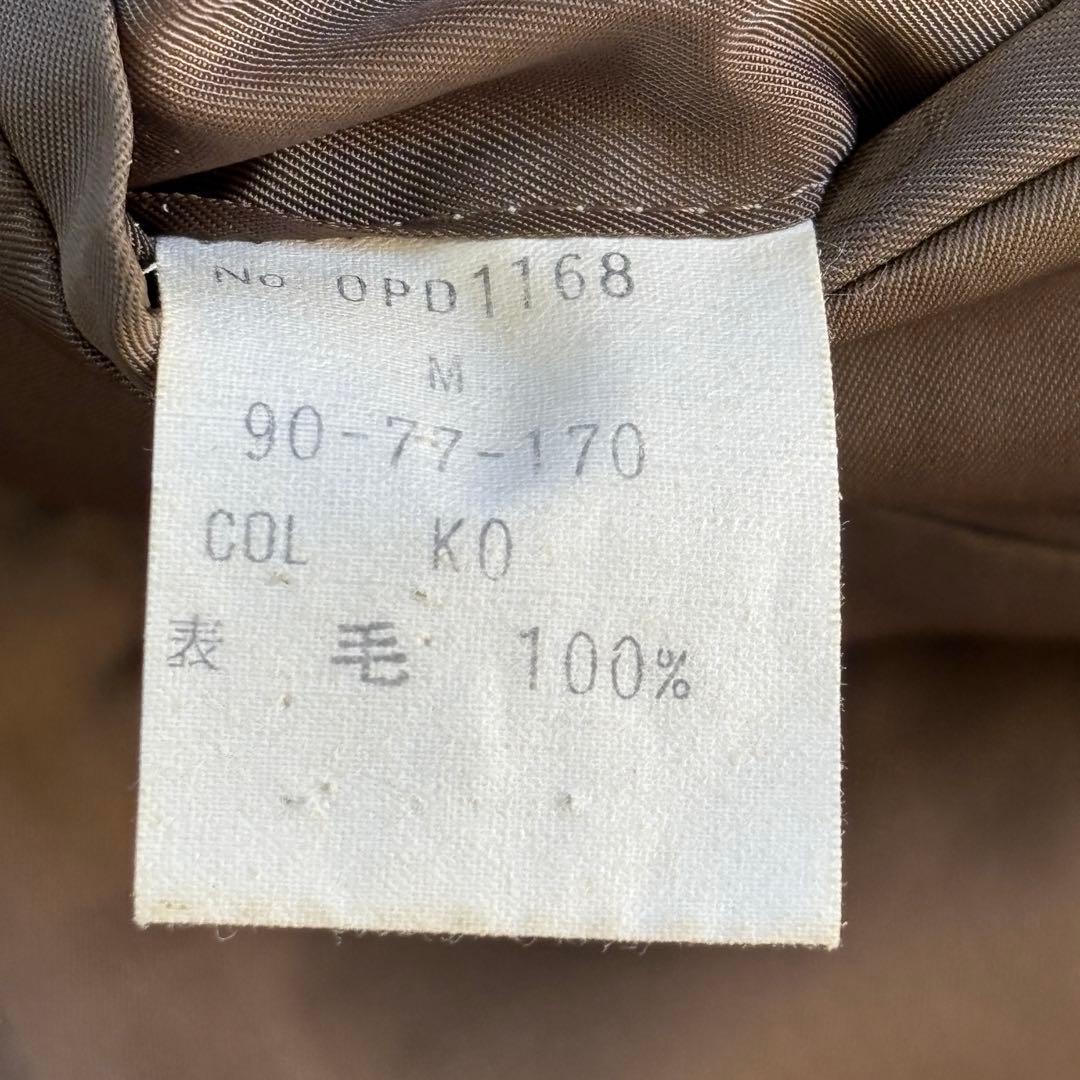 No OPD1168
M
90-77-170
COL KO
表 毛 100%